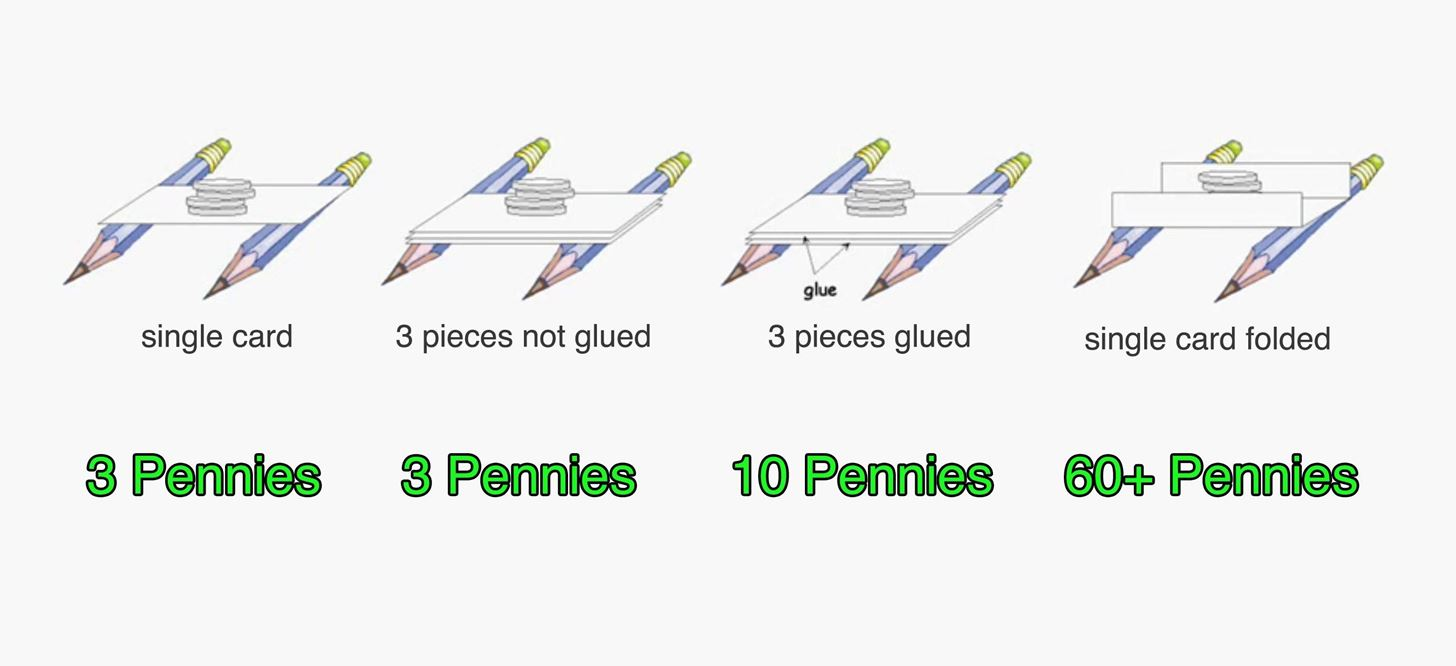 glue
single card
3 pieces not glued
3 pieces glued
single card folded
3 Pennies
3 Pennies
10 Pennies
60+ Pennies